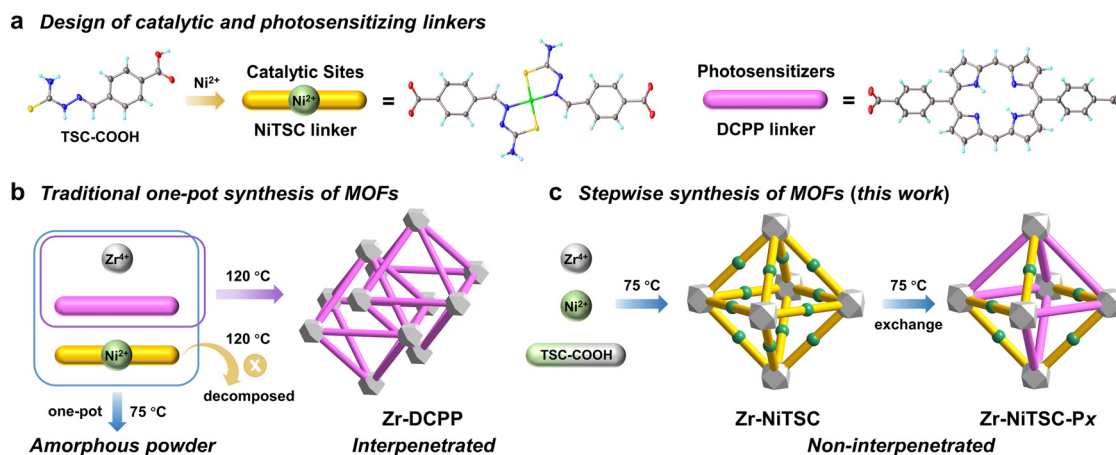 a Design of catalytic and photosensitizing linkers
TSC-COOH
Ni²⁺
Catalytic Sites
Ni²⁺
NiTSC linker
=
Photosensitizers
DCPP linker
=
b Traditional one-pot synthesis of MOFs
Zr⁴⁺
Ni²⁺
120 °C
120 °C
X
decomposed
one-pot
75 °C
Amorphous powder
Zr-DCPP
Interpenetrated
c Stepwise synthesis of MOFs (this work)
Zr⁴⁺
Ni²⁺
TSC-COOH
75 °C
Zr-NiTSC
75 °C
exchange
Zr-NiTSC-Px
Non-interpenetrated